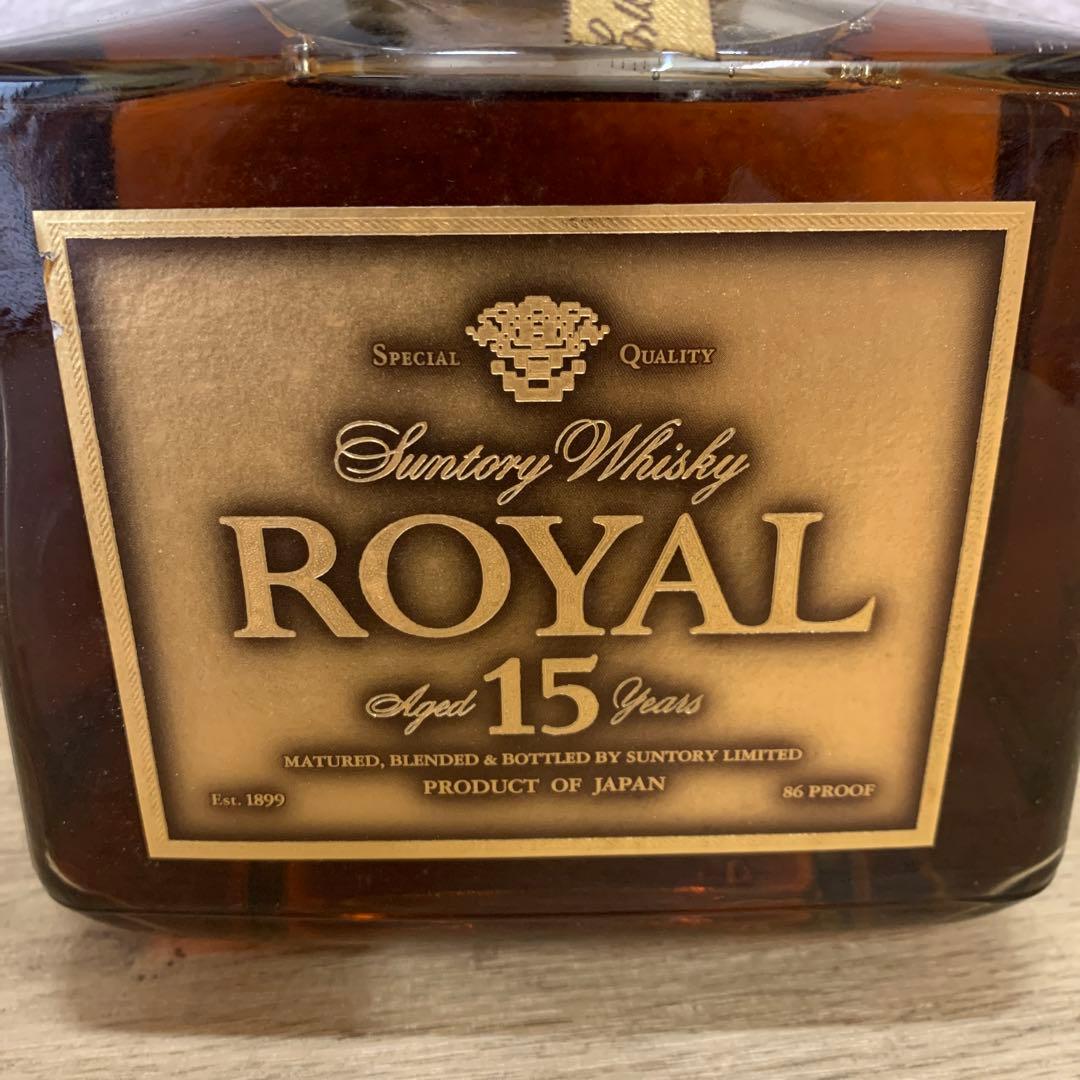 SPECIAL QUALITY
Suntory Whisky
ROYAL
Aged 15 Years
MATURED, BLENDED & BOTTLED BY SUNTORY LIMITED
PRODUCT OF JAPAN
Est. 1899
86 PROOF